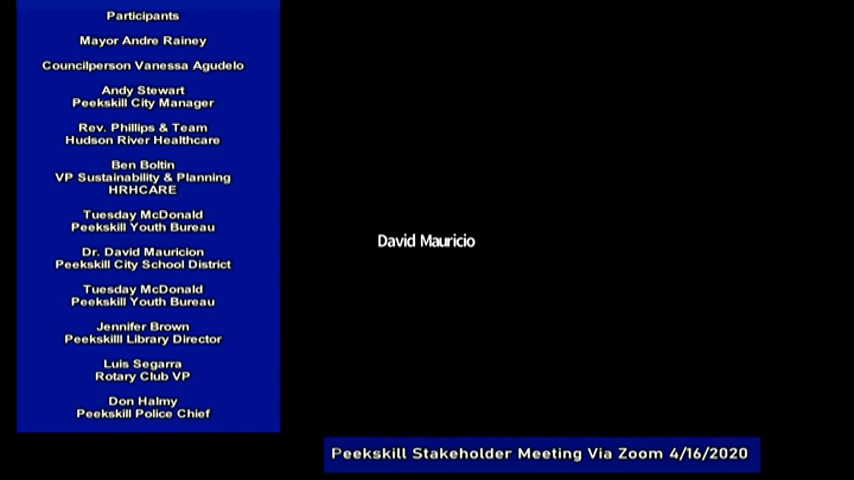 Participants
Mayor Andre Rainey
Councilperson Vanessa Agudelo
Andy Stewart
Peekskill City Manager
Rev. Phillips & Team
Hudson River Healthcare
Ben Boltin
VP Sustainability & Planning
HRHCARE
Tuesday McDonald
Peekskill Youth Bureau
Dr. David Mauricion
Peekskill City School District
Tuesday McDonald
Peekskill Youth Bureau
Jennifer Brown
Peekskilll Library Director
Luis Segarra
Rotary Club VP
Don Halmy
Peekskill Police Chief
David Mauricio
Peekskill Stakeholder Meeting Via Zoom 4/16/2020